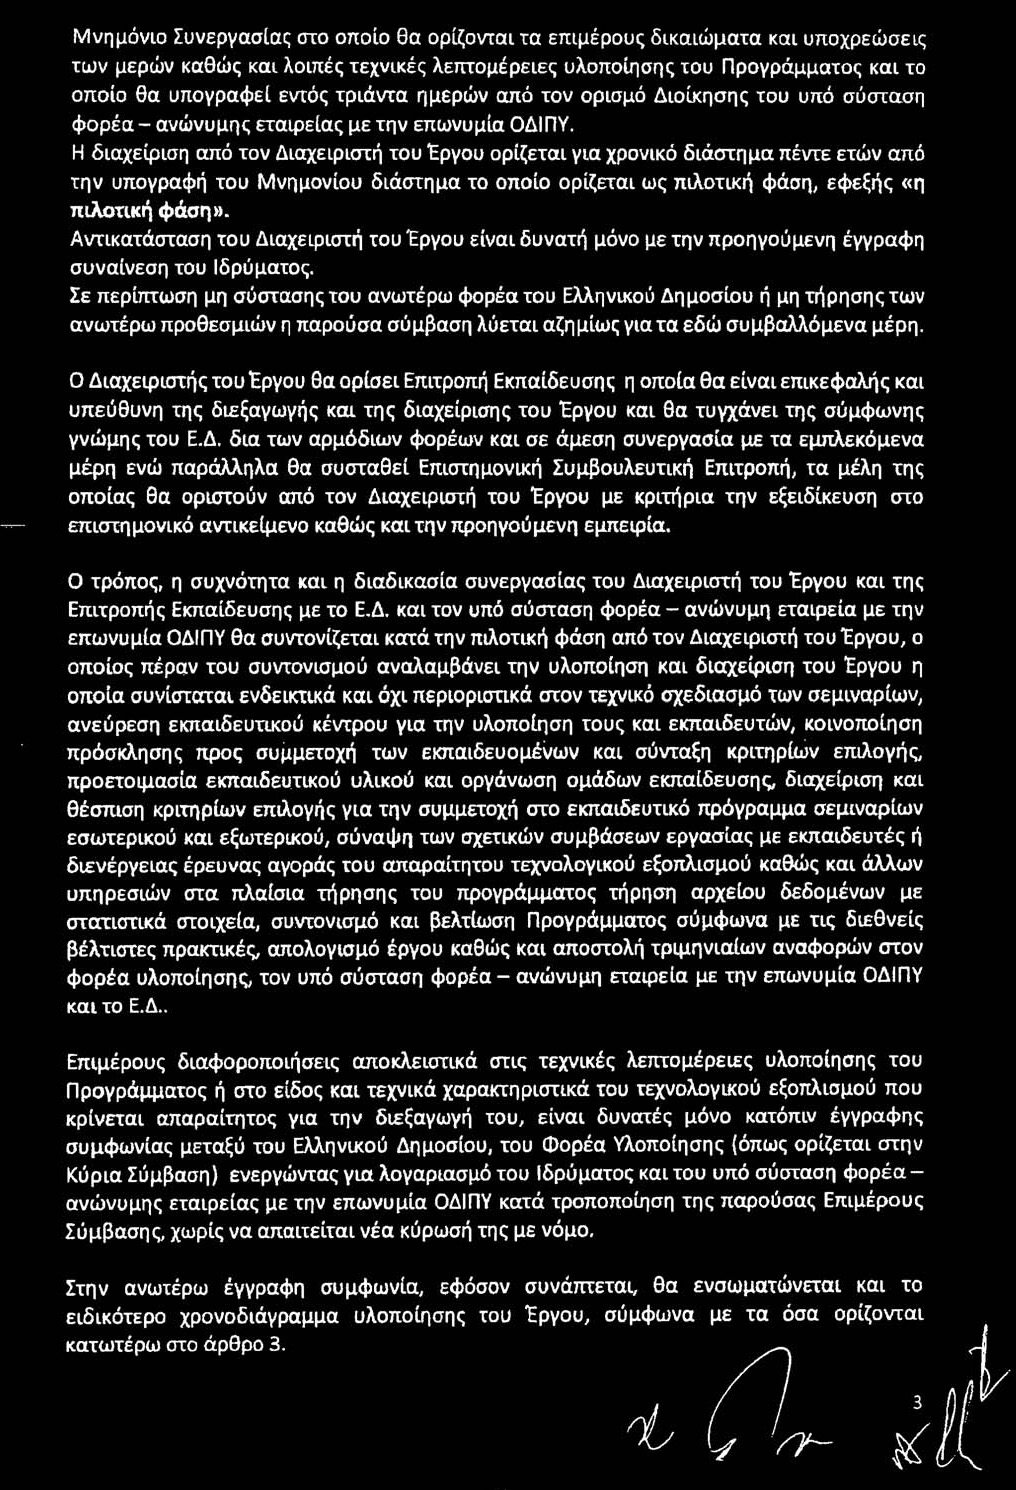 Μνημόνιο Συνεργασίας στο οποίο θα ορίζονται τα επιμέρους δικαιώματα και υποχρεώσεις
των μερών καθώς και λοιπές τεχνικές λεπτομέρειες υλοποίησης του Προγράμματος και το
οποίο θα υπογραφεί εντός τριάντα ημερών από τον ορισμό Διοίκησης του υπό σύσταση
φορέα – ανώνυμης εταιρείας με την επωνυμία ΟΔΙΠΥ.
Η διαχείριση από τον Διαχειριστή του Έργου ορίζεται για χρονικό διάστημα πέντε ετών από
την υπογραφή του Μνημονίου διάστημα το οποίο ορίζεται ως πιλοτική φάση, εφεξής «η
πιλοτική φάση».
Αντικατάσταση του Διαχειριστή του Έργου είναι δυνατή μόνο με την προηγούμενη έγγραφη
συναίνεση του Ιδρύματος.
Σε περίπτωση μη σύστασης του ανωτέρω φορέα του Ελληνικού Δημοσίου ή μη τήρησης των
ανωτέρω προθεσμιών η παρούσα σύμβαση λύεται αζημίως για τα εδώ συμβαλλόμενα μέρη.
Ο Διαχειριστής του Έργου θα ορίσει Επιτροπή Εκπαίδευσης η οποία θα είναι επικεφαλής και
υπεύθυνη της διεξαγωγής και της διαχείρισης του Έργου και θα τυγχάνει της σύμφωνης
γνώμης του Ε.Δ. δια των αρμόδιων φορέων και σε άμεση συνεργασία με τα εμπλεκόμενα
μέρη ενώ παράλληλα θα συσταθεί Επιστημονική Συμβουλευτική Επιτροπή, τα μέλη της
οποίας θα οριστούν από τον Διαχειριστή του Έργου με κριτήρια την εξειδίκευση στο
επιστημονικό αντικείμενο καθώς και την προηγούμενη εμπειρία.
Ο τρόπος, η συχνότητα και η διαδικασία συνεργασίας του Διαχειριστή του Έργου και της
Επιτροπής Εκπαίδευσης με το Ε.Δ. και τον υπό σύσταση φορέα – ανώνυμη εταιρεία με την
επωνυμία ΟΔΙΠΥ θα συντονίζεται κατά την πιλοτική φάση από τον Διαχειριστή του Έργου, ο
οποίος πέραν του συντονισμού αναλαμβάνει την υλοποίηση και διαχείριση του Έργου η
οποία συνίσταται ενδεικτικά και όχι περιοριστικά στον τεχνικό σχεδιασμό των σεμιναρίων,
ανεύρεση εκπαιδευτικού κέντρου για την υλοποίηση τους και εκπαιδευτών, κοινοποίηση
πρόσκλησης προς συμμετοχή των εκπαιδευομένων και σύνταξη κριτηρίων επιλογής,
προετοιμασία εκπαιδευτικού υλικού και οργάνωση ομάδων εκπαίδευσης, διαχείριση και
θέσπιση κριτηρίων επιλογής για την συμμετοχή στο εκπαιδευτικό πρόγραμμα σεμιναρίων
εσωτερικού και εξωτερικού, σύναψη των σχετικών συμβάσεων εργασίας με εκπαιδευτές ή
διενέργειας έρευνας αγοράς του απαραίτητου τεχνολογικού εξοπλισμού καθώς και άλλων
υπηρεσιών στα πλαίσια τήρησης του προγράμματος τήρηση αρχείου δεδομένων με
στατιστικά στοιχεία, συντονισμό και βελτίωση Προγράμματος σύμφωνα με τις διεθνείς
βέλτιστες πρακτικές, απολογισμό έργου καθώς και αποστολή τριμηνιαίων αναφορών στον
φορέα υλοποίησης, τον υπό σύσταση φορέα – ανώνυμη εταιρεία με την επωνυμία ΟΔΙΠΥ
και το Ε.Δ..
Επιμέρους διαφοροποιήσεις αποκλειστικά στις τεχνικές λεπτομέρειες υλοποίησης του
Προγράμματος ή στο είδος και τεχνικά χαρακτηριστικά του τεχνολογικού εξοπλισμού που
κρίνεται απαραίτητος για την διεξαγωγή του, είναι δυνατές μόνο κατόπιν έγγραφης
συμφωνίας μεταξύ του Ελληνικού Δημοσίου, του Φορέα Υλοποίησης (όπως ορίζεται στην
Κύρια Σύμβαση) ενεργώντας για λογαριασμό του Ιδρύματος και του υπό σύσταση φορέα –
ανώνυμης εταιρείας με την επωνυμία ΟΔΙΠΥ κατά τροποποίηση της παρούσας Επιμέρους
Σύμβασης, χωρίς να απαιτείται νέα κύρωσή της με νόμο.
Στην ανωτέρω έγγραφη συμφωνία, εφόσον συνάπτεται, θα ενσωματώνεται και το
ειδικότερο χρονοδιάγραμμα υλοποίησης του Έργου, σύμφωνα με τα όσα ορίζονται
κατωτέρω στο άρθρο 3.
3